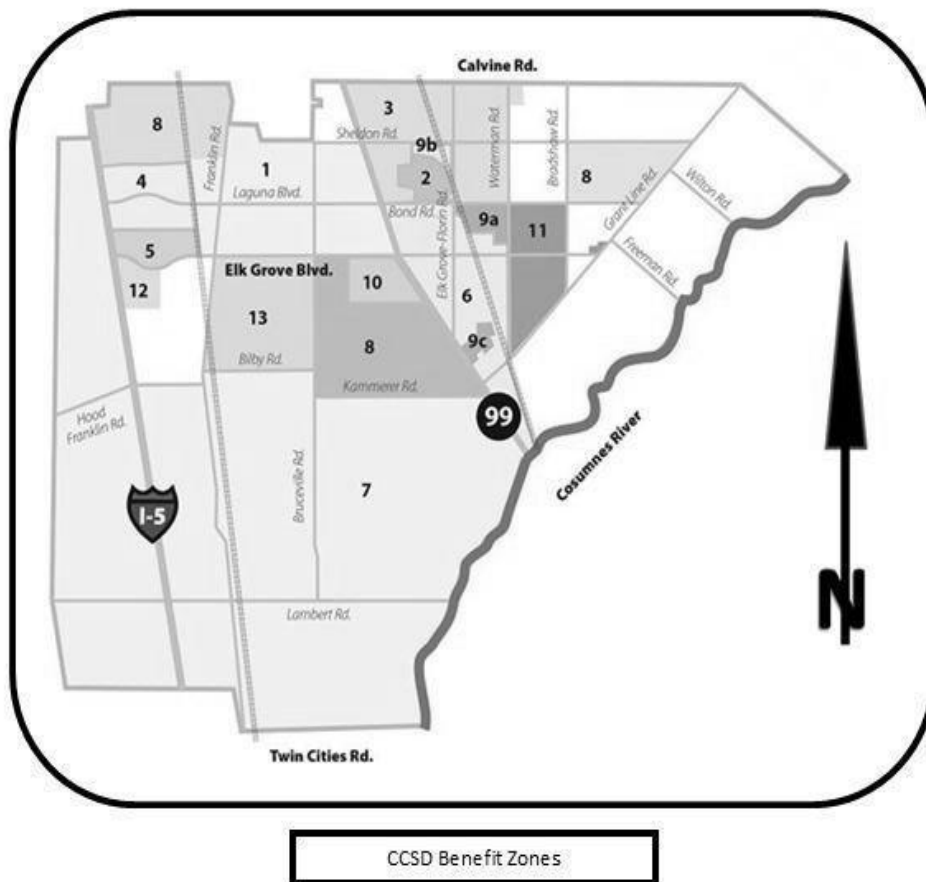 Calvine Rd.
3
8
Sheldon Rd.
Franklin Rd.
9b
Waterman Rd.
Bradshaw Rd.
1
4
2
8
Laguna Blvd.
Grant Line Rd.
Wilton Rd.
Bond Rd.
9a
11
Elk Grove-Florin Rd.
5
Freeman Rd.
Elk Grove Blvd.
10
12
6
13
9c
8
Bilby Rd.
Kammerer Rd.
Hood
Franklin Rd.
99
Cosumnes River
Bruceville Rd.
7
I-5
N
Lambert Rd.
Twin Cities Rd.
CCSD Benefit Zones